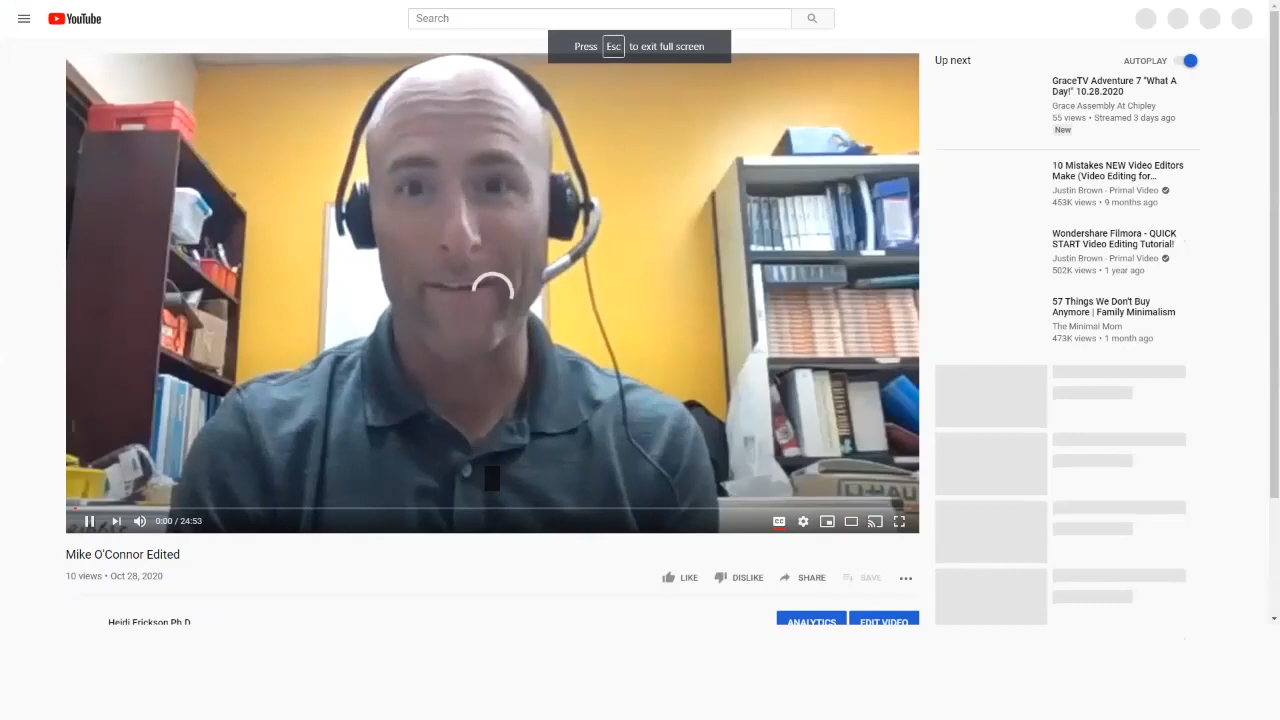 YouTube
Search
Press Esc to exit full screen
Up next
AUTOPLAY
GraceTV Adventure 7 "What A
Day!" 10.28.2020
Grace Assembly At Chipley
55 views • Streamed 3 days ago
New
10 Mistakes NEW Video Editors
Make (Video Editing for...
Justin Brown - Primal Video
453K views • 9 months ago
Wondershare Filmora - QUICK
START Video Editing Tutorial!
Justin Brown - Primal Video
502K views • 1 year ago
57 Things We Don't Buy
Anymore | Family Minimalism
The Minimal Mom
473K views • 1 month ago
U-HAUL
0:00 / 24:53
CC
Mike O'Connor Edited
10 views • Oct 28, 2020
LIKE
DISLIKE
SHARE
SAVE
Heidi Erickson Ph.D.
ANALYTICS
EDIT VIDEO